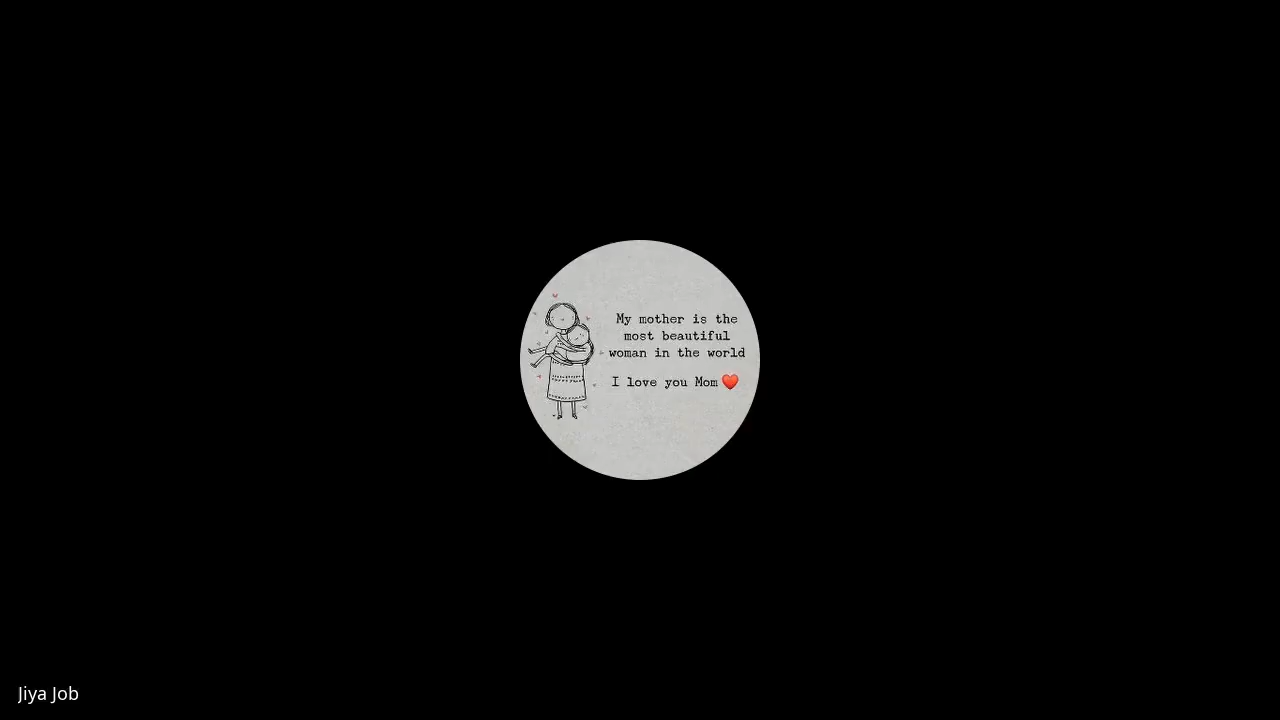 My mother is the
most beautiful
woman in the world
I love you Mom ❤️
Jiya Job